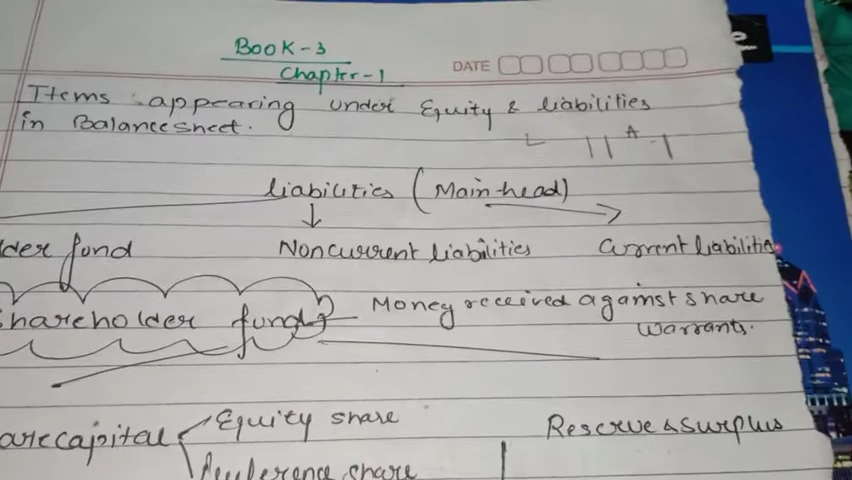 BOOK-3
Chapter-1
DATE
Items appearing under Equity & liabilities
in Balancesheet.
liabilities (Main head)
lder fund Noncurrent liabilities Current liabilities
Shareholder fund Money received against share
warrants.
arecapital Equity share Reserve & surplus
Preference share